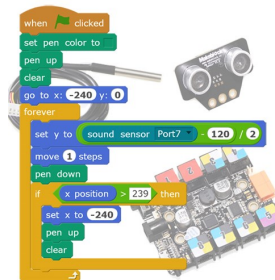 when clicked
set pen color to
pen up
clear
go to x: -240 y: 0
forever
set y to sound sensor Port7 - 120 / 2
move 1 steps
pen down
if x position > 239 then
set x to -240
pen up
clear